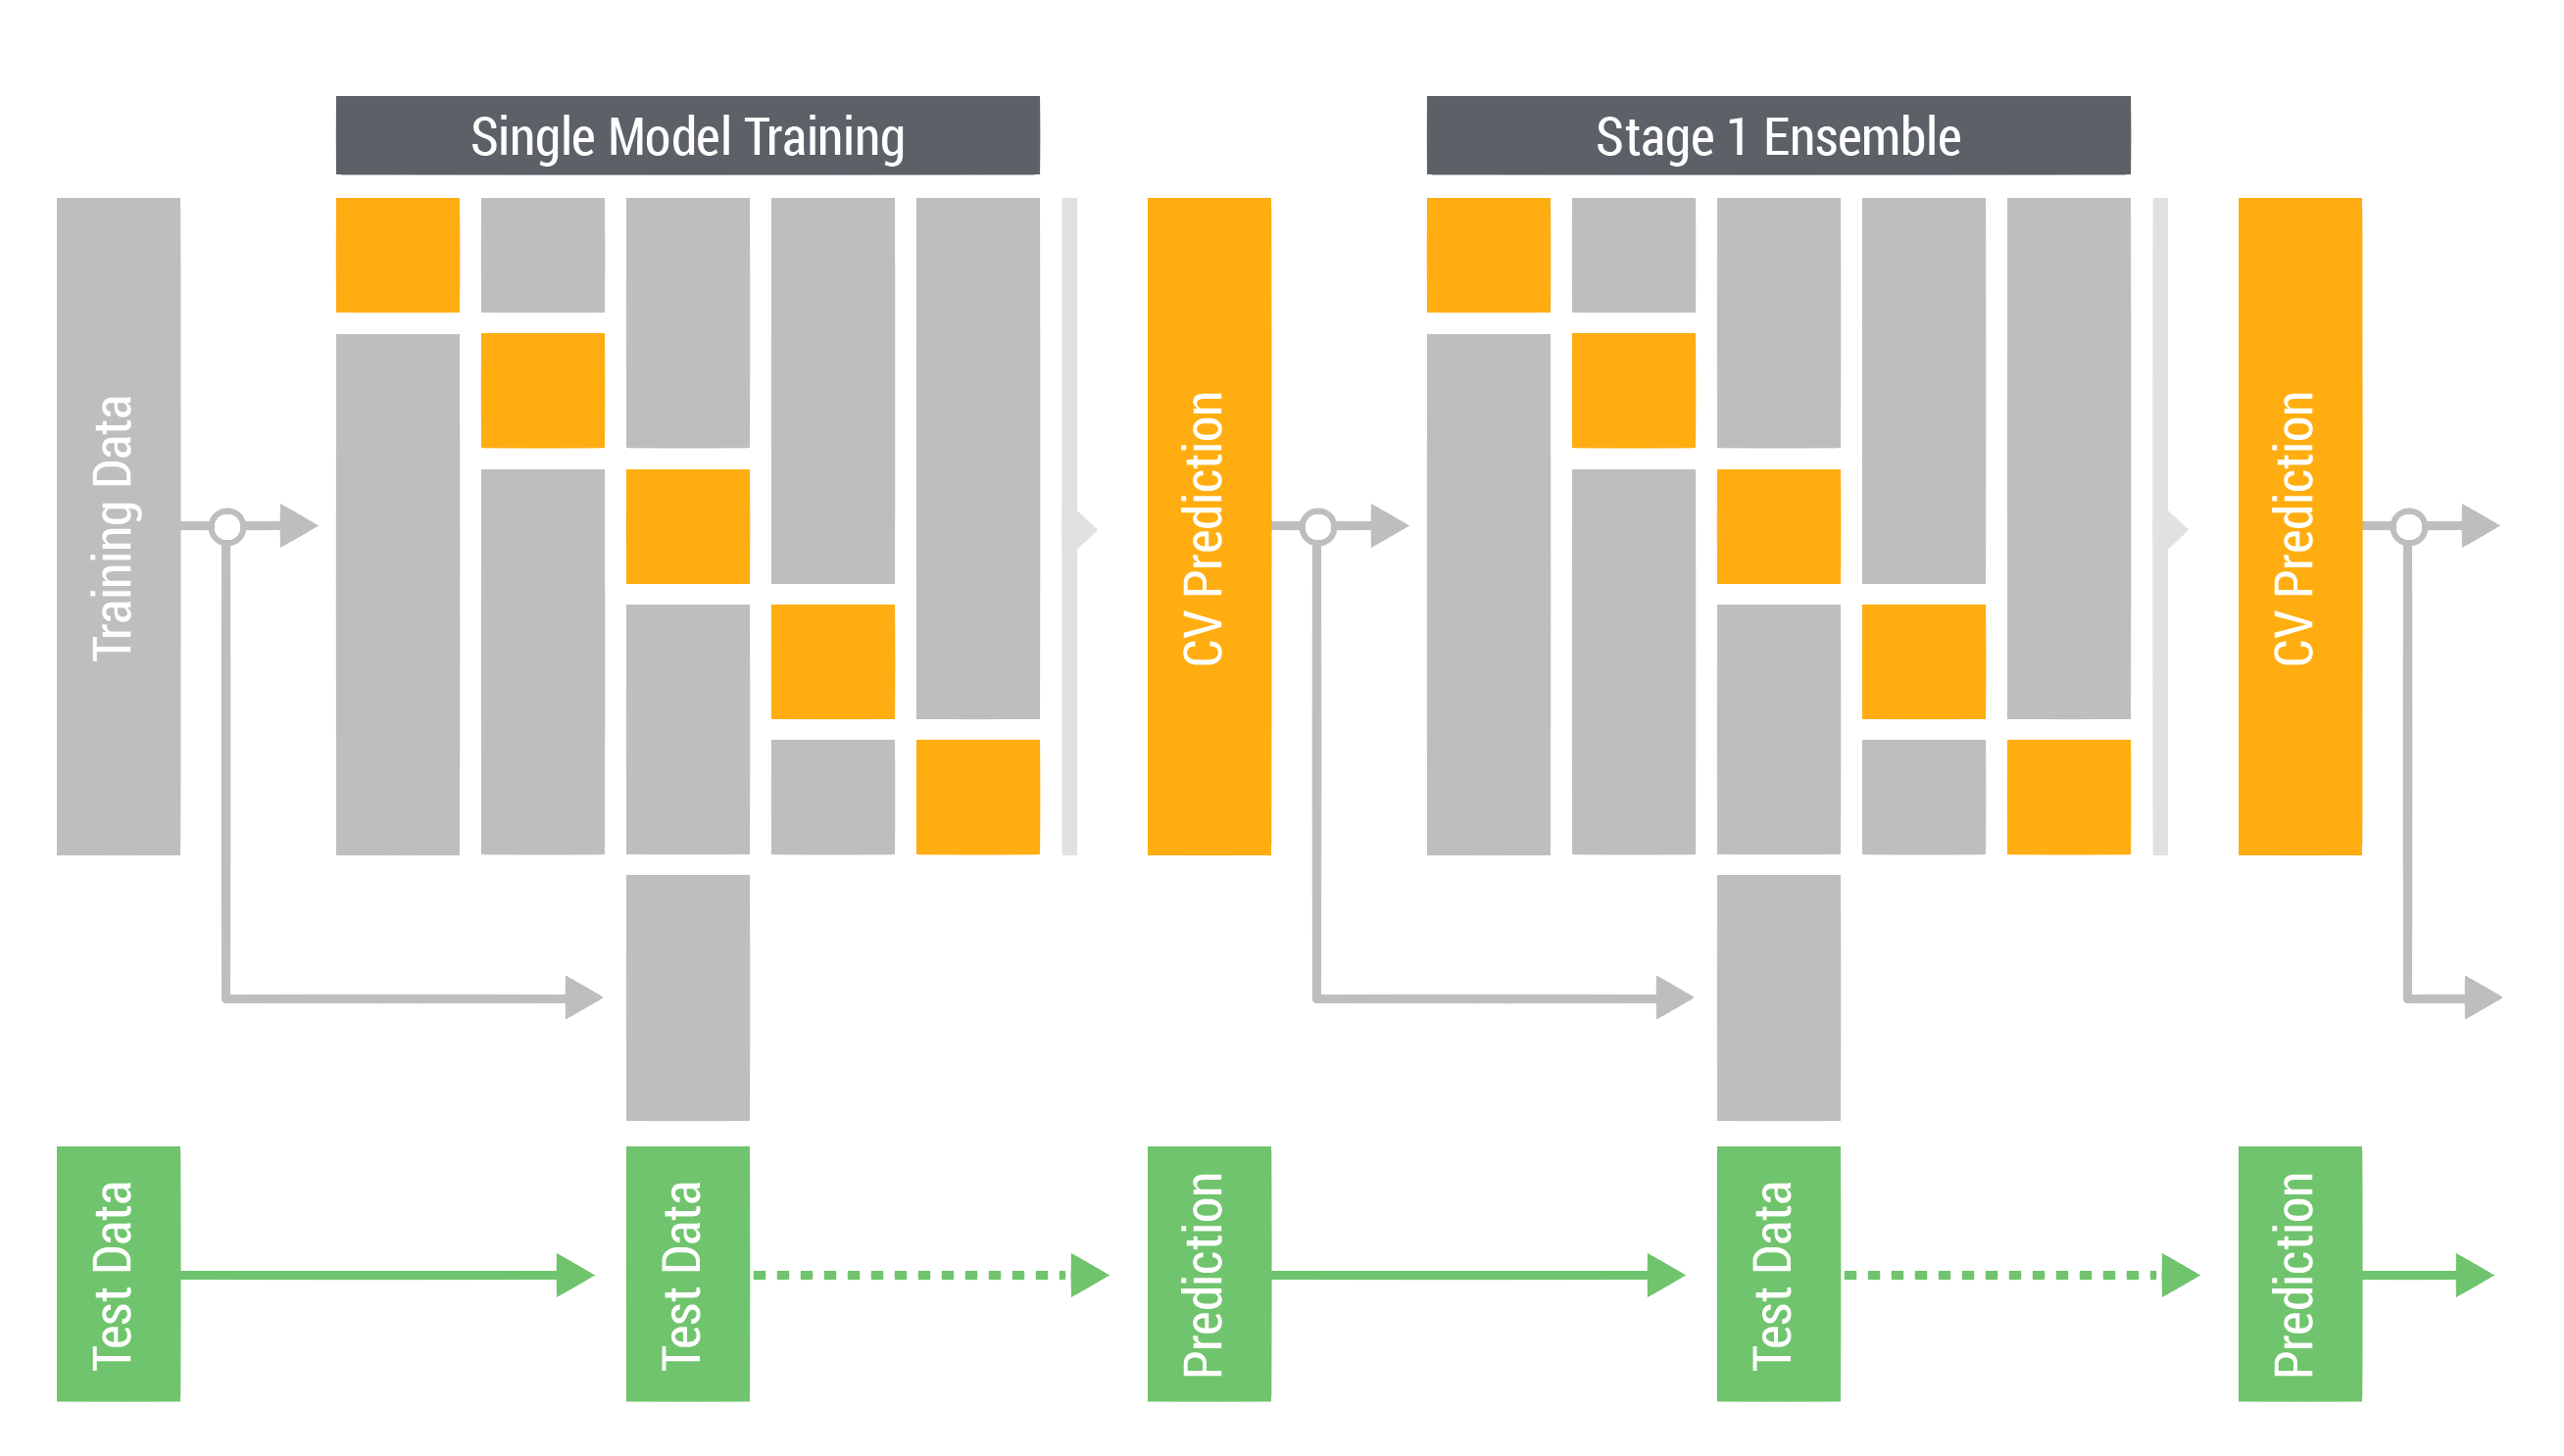 Single Model Training
Stage 1 Ensemble
Training Data
CV Prediction
CV Prediction
Test Data
Test Data
Prediction
Test Data
Prediction